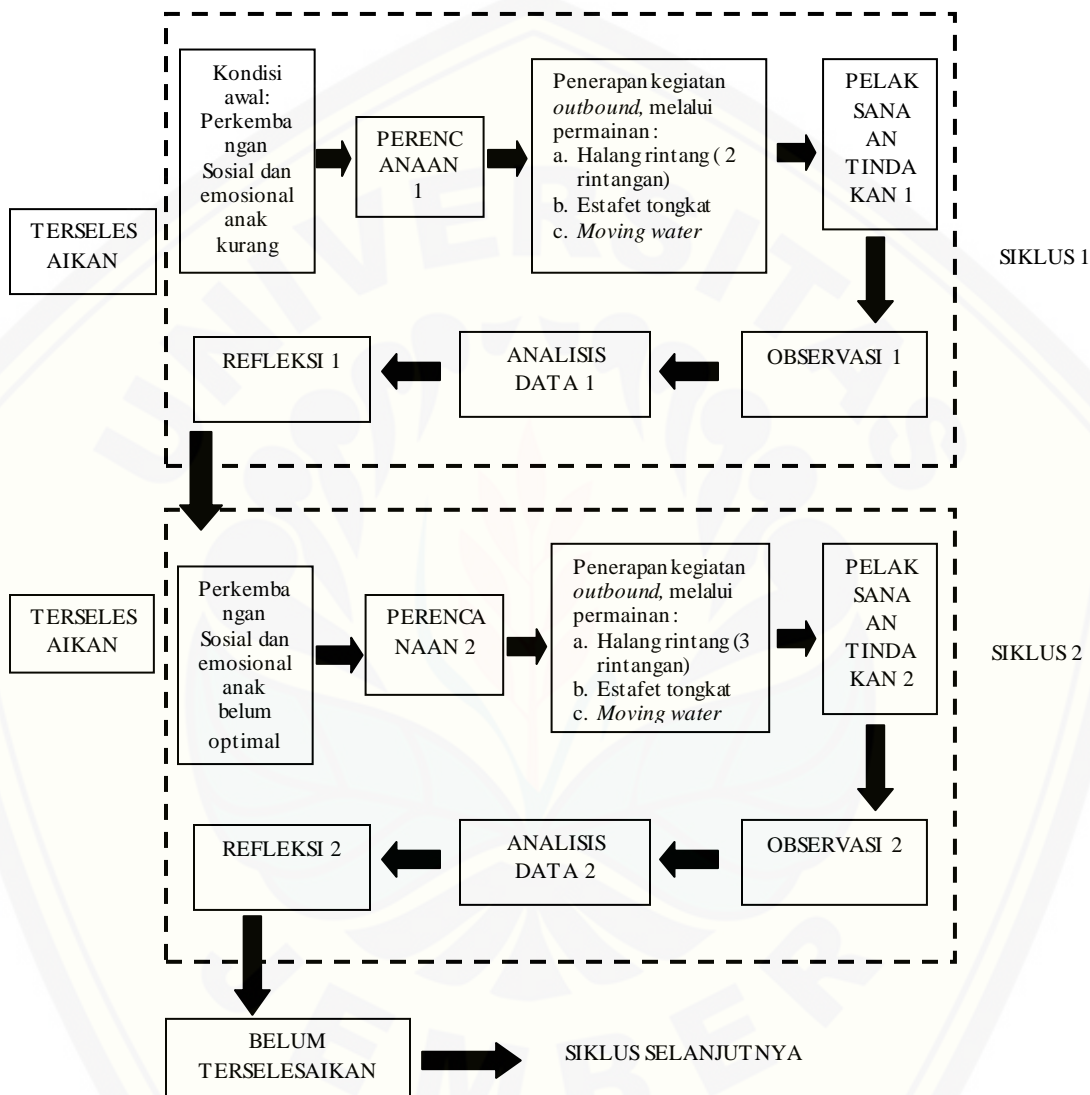 Kondisi
awal:
Perkemba
ngan
Sosial dan
emosional
anak
kurang
PERENC
ANAAN
1
Penerapan kegiatan
outbound, melalui
permainan :
a. Halang rintang ( 2
rintangan)
b. Estafet tongkat
c. Moving water
PELAK
SANA
AN
TINDA
KAN 1
TERSELES
AIKAN
SIKLUS 1
REFLEKSI 1
ANALISIS
DATA 1
OBSERVASI 1
Perkemba
ngan
Sosial dan
emosional
anak
belum
optimal
PERENCA
NAAN 2
Penerapan kegiatan
outbound, melalui
permainan :
a. Halang rintang (3
rintangan)
b. Estafet tongkat
c. Moving water
PELAK
SANA
AN
TINDA
KAN 2
TERSELES
AIKAN
SIKLUS 2
REFLEKSI 2
ANALISIS
DATA 2
OBSERVASI 2
BELUM
TERSELESAIKAN
SIKLUS SELANJUTNYA
UNIVERSITAS
JEMBER